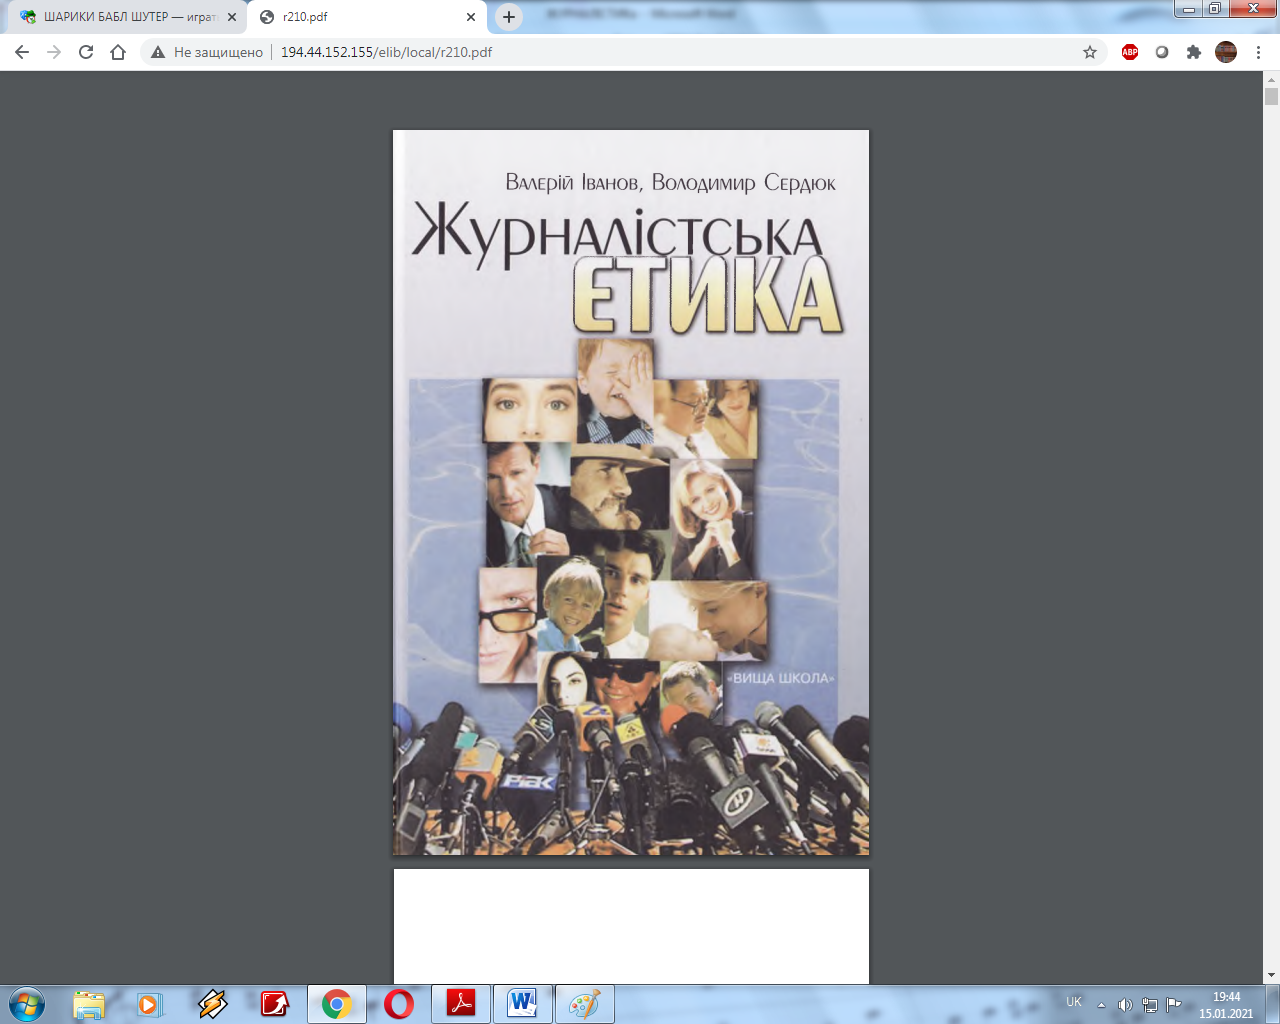 ШАРИКИ БАБЛ ШУТЕР — играт
r210.pdf
Не защищено
194.44.152.155/elib/local/r210.pdf
ABP
Валерій Іванов, Володимир Сердюк
Журналістська
ЕТИКА
«ВИЩА ШКОЛА»
UK
19:44
15.01.2021